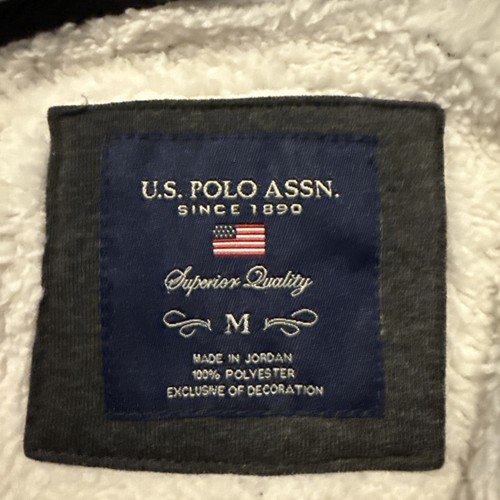 U.S. POLO ASSN.
SINCE 1890
Superior Quality
M
MADE IN JORDAN
100% POLYESTER
EXCLUSIVE OF DECORATION